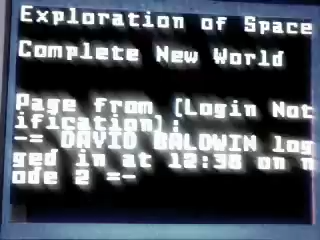 Exploration of Space
Complete New World
Page from (Login Not
ification):
-= DAVID BALDWIN log
ged in at 12:38 on n
ode 2 =-